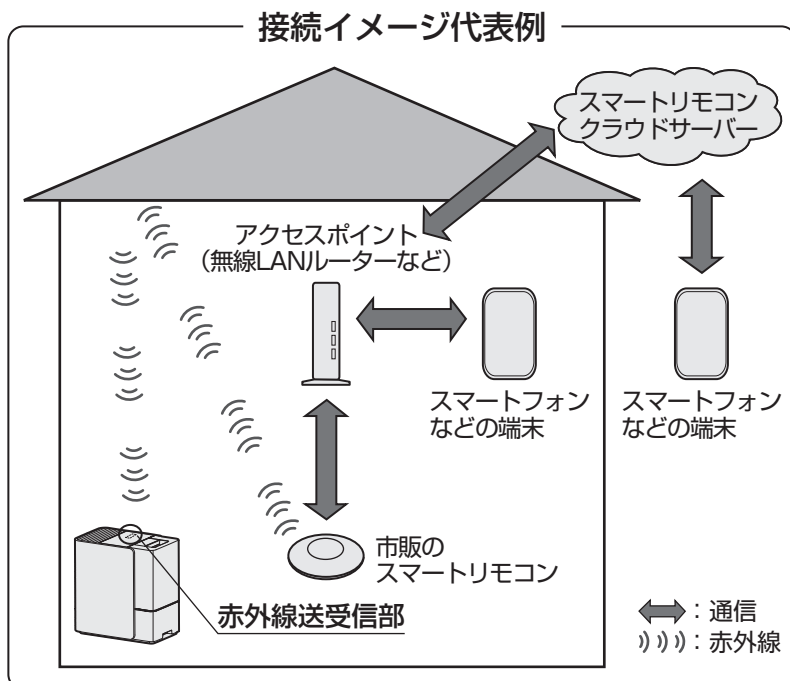 接続イメージ代表例
スマートリモコン
クラウドサーバー
アクセスポイント
（無線LANルーターなど）
スマートフォン
などの端末
スマートフォン
などの端末
市販の
スマートリモコン
赤外線送受信部
：通信
：赤外線